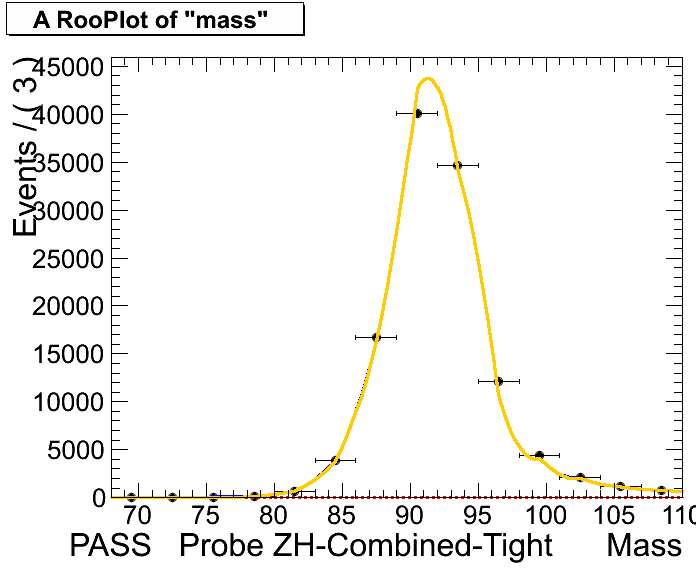 A RooPlot of "mass"
Events / ( 3 )
45000
40000
35000
30000
25000
20000
15000
10000
5000
0
70 75 80 85 90 95 100 105 110
PASS Probe ZH-Combined-Tight Mass